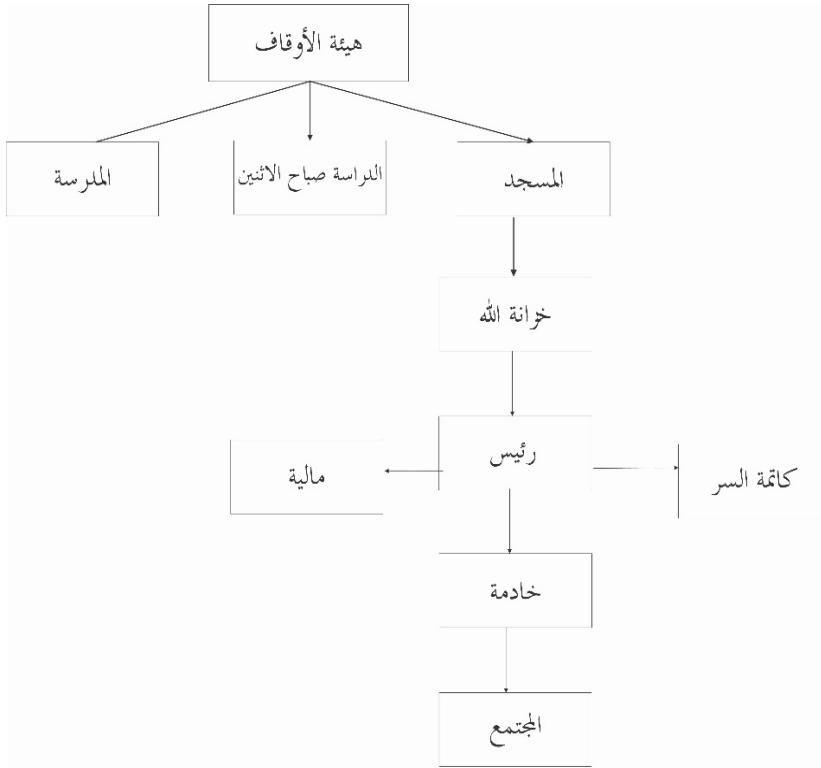 هيئة الأوقاف
المسجد
الدراسة صباح الاثنين
المدرسة
خزانة الله
رئيس
كاتمة السر
مالية
خادمة
المجتمع